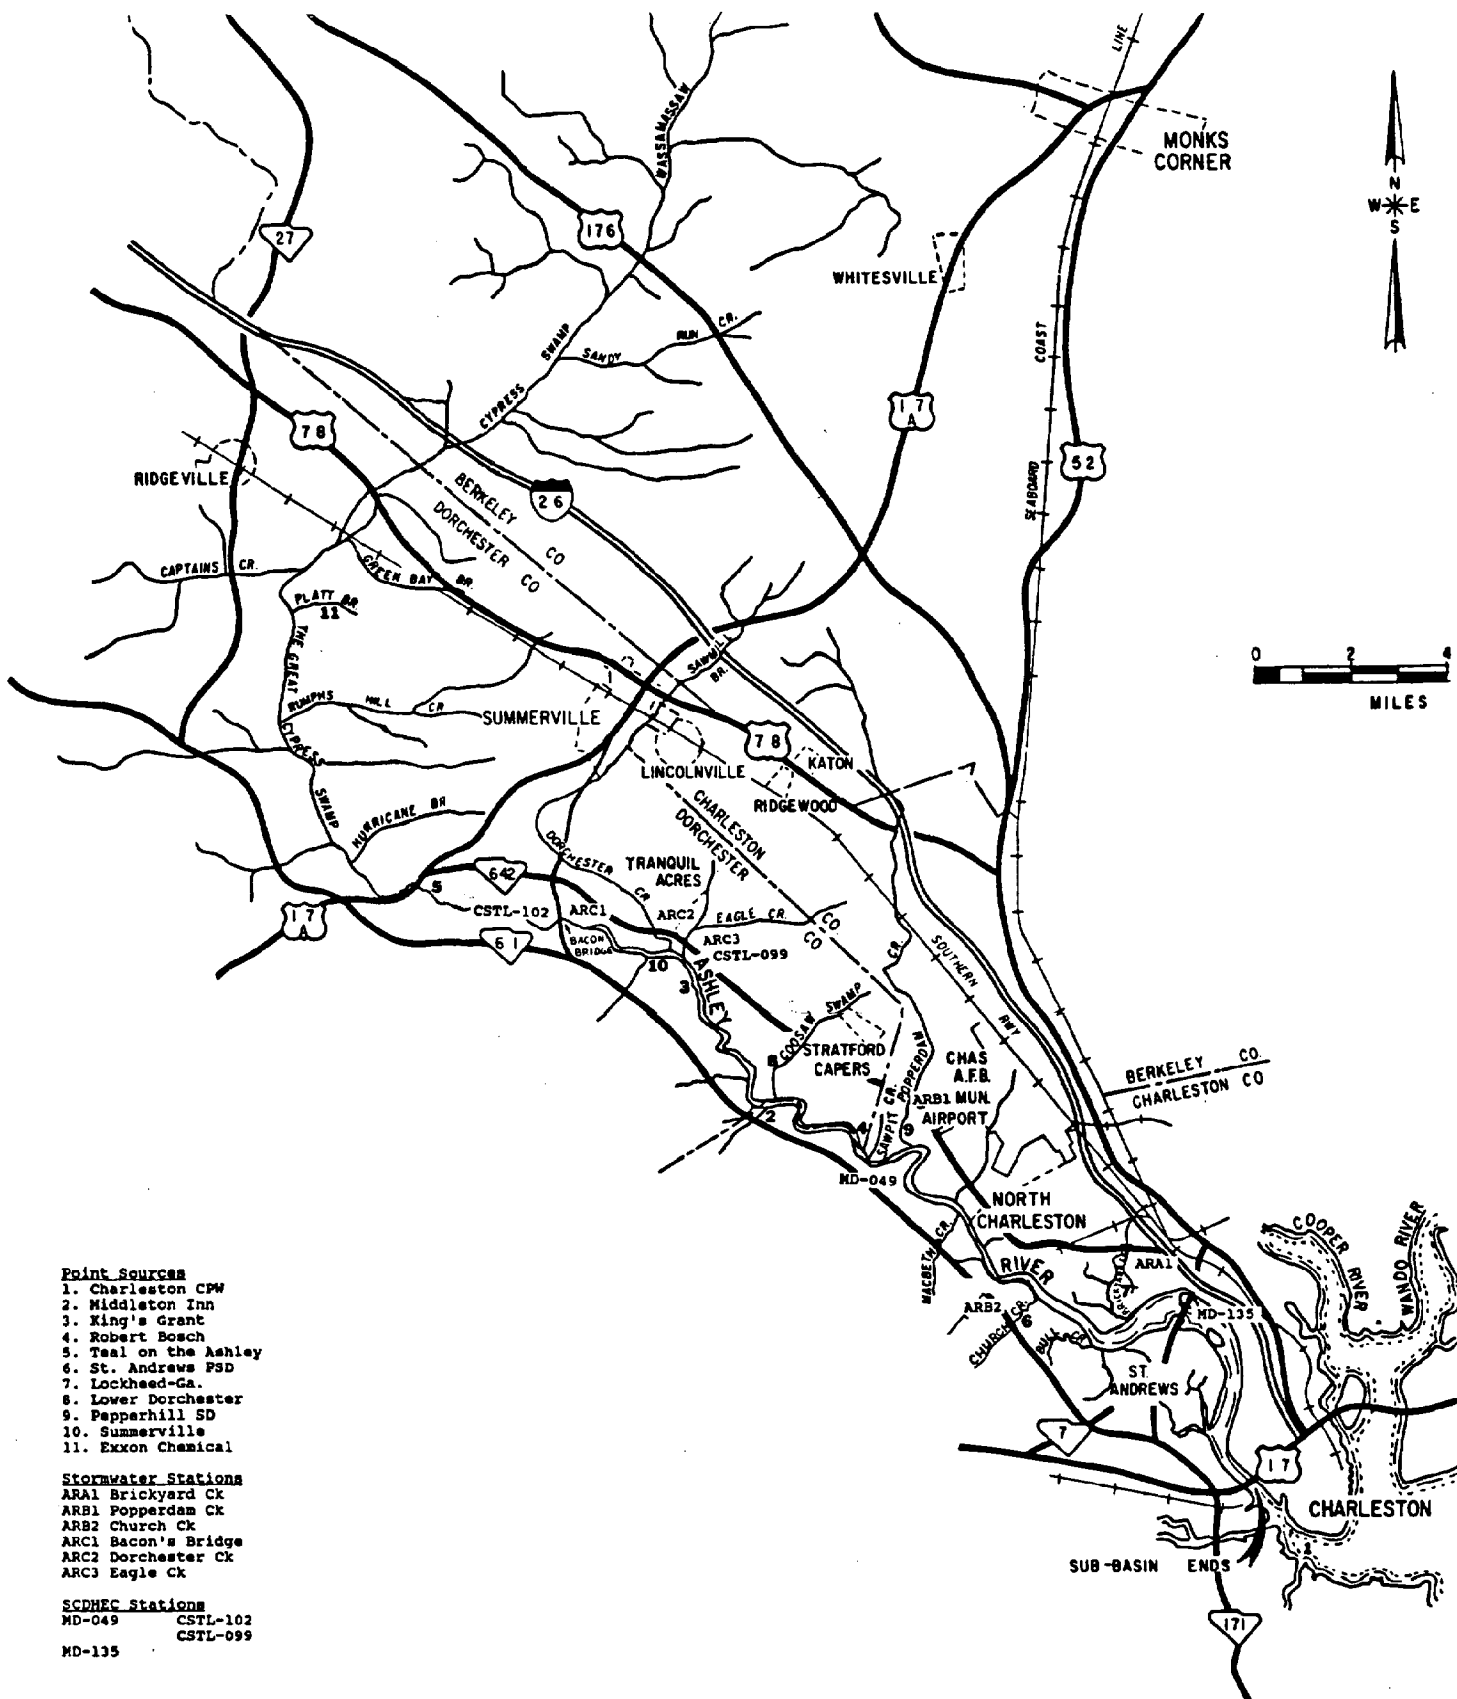 LINE
MONKS
CORNER
WASSAMASSAW
N
W E
S
27
176
WHITESVILLE
RUN CR.
SANDY
SWAMP
CYPRESS
COAST
17
A
78
52
RIDGEVILLE
BERKELEY CO
DORCHESTER CO
26
SEABOARD
CAPTAINS CR.
GREEN BAY BR.
PLATT BR.
11
THE GREAT
CYPRESS
SWAMP
RUMPHS HILL CR
SAWMILL
BR.
0 2 4
MILES
SUMMERVILLE
78
KATON
LINCOLNVILLE
RIDGEWOOD
HURRICANE BR
CHARLESTON CO
DORCHESTER CO
DORCHESTER CR
TRANQUIL
ACRES
642
5
CSTL-102
ARC1
ARC2
EAGLE CR.
17
A
61
BACON
BRIDGE
ARC3
CSTL-099
10
3
ASHLEY
CR.
SOUTHERN
RWY
COOSAW SWAMP
8
STRATFORD
CAPERS
POPPERDAM
CHAS
A.F.B.
ARB1
MUN.
AIRPORT
BERKELEY CO.
CHARLESTON CO
2
4
SAWPIT CR.
9
MD-049
NORTH
CHARLESTON
MACBETH CR.
RIVER
ARA1
7
COOPER
RIVER
WANDO RIVER
ARB2
CHURCH CR.
6
BULL CR
MD-135
ST.
ANDREWS
7
17
CHARLESTON
1
SUB-BASIN ENDS
171
Point Sources
1. Charleston CPW
2. Middleton Inn
3. King's Grant
4. Robert Bosch
5. Teal on the Ashley
6. St. Andrews PSD
7. Lockheed-Ga.
8. Lower Dorchester
9. Pepperhill SD
10. Summerville
11. Exxon Chemical
Stormwater Stations
ARA1 Brickyard Ck
ARB1 Popperdam Ck
ARB2 Church Ck
ARC1 Bacon's Bridge
ARC2 Dorchester Ck
ARC3 Eagle Ck
SCDHEC Stations
MD-049 CSTL-102
CSTL-099
MD-135